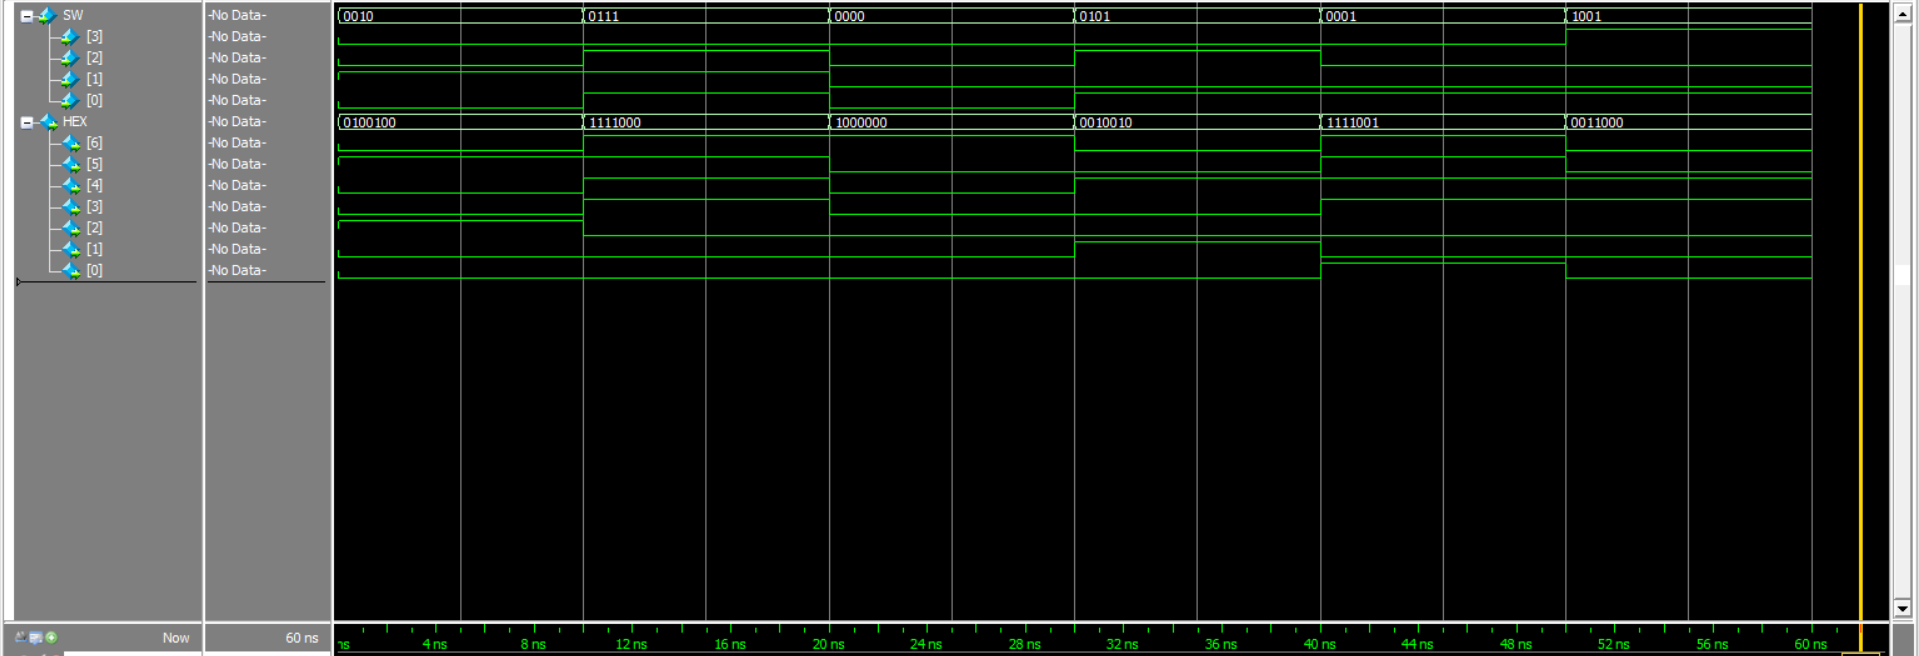 SW -No Data- 0010 0111 0000 0101 0001 1001
[3] -No Data-
[2] -No Data-
[1] -No Data-
[0] -No Data-
HEX -No Data- 0100100 1111000 1000000 0010010 1111001 0011000
[6] -No Data-
[5] -No Data-
[4] -No Data-
[3] -No Data-
[2] -No Data-
[1] -No Data-
[0] -No Data-
Now 60 ns ns 4 ns 8 ns 12 ns 16 ns 20 ns 24 ns 28 ns 32 ns 36 ns 40 ns 44 ns 48 ns 52 ns 56 ns 60 ns